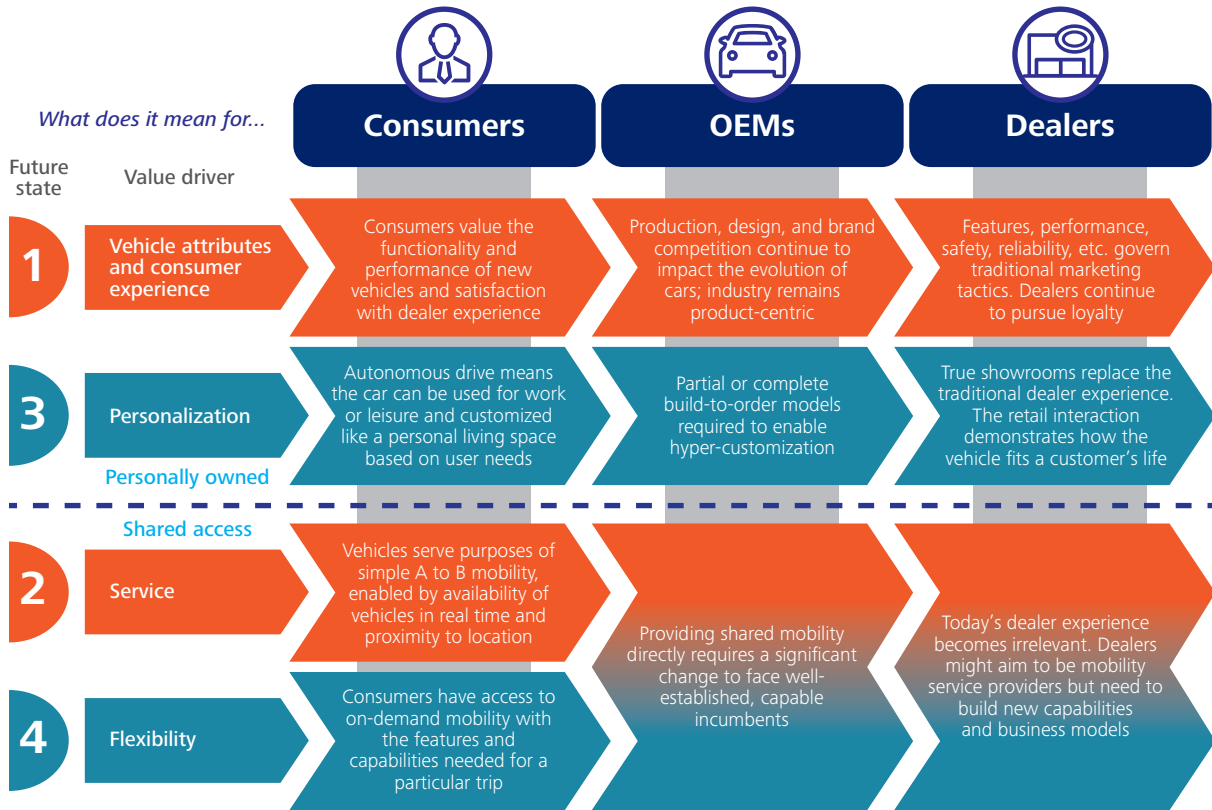 What does it mean for...
Consumers
OEMs
Dealers
Future
state
Value driver
1
Vehicle attributes
and consumer
experience
Consumers value the
functionality and
performance of new
vehicles and satisfaction
with dealer experience
Production, design, and brand
competition continue to
impact the evolution of
cars; industry remains
product-centric
Features, performance,
safety, reliability, etc. govern
traditional marketing
tactics. Dealers continue
to pursue loyalty
3
Personalization
Autonomous drive means
the car can be used for work
or leisure and customized
like a personal living space
based on user needs
Partial or complete
build-to-order models
required to enable
hyper-customization
True showrooms replace the
traditional dealer experience.
The retail interaction
demonstrates how the
vehicle fits a customer’s life
Personally owned
Shared access
2
Service
Vehicles serve purposes of
simple A to B mobility,
enabled by availability of
vehicles in real time and
proximity to location
Providing shared mobility
directly requires a significant
change to face well-
established, capable
incumbents
Today’s dealer experience
becomes irrelevant. Dealers
might aim to be mobility
service providers but need to
build new capabilities
and business models
4
Flexibility
Consumers have access to
on-demand mobility with
the features and
capabilities needed for a
particular trip